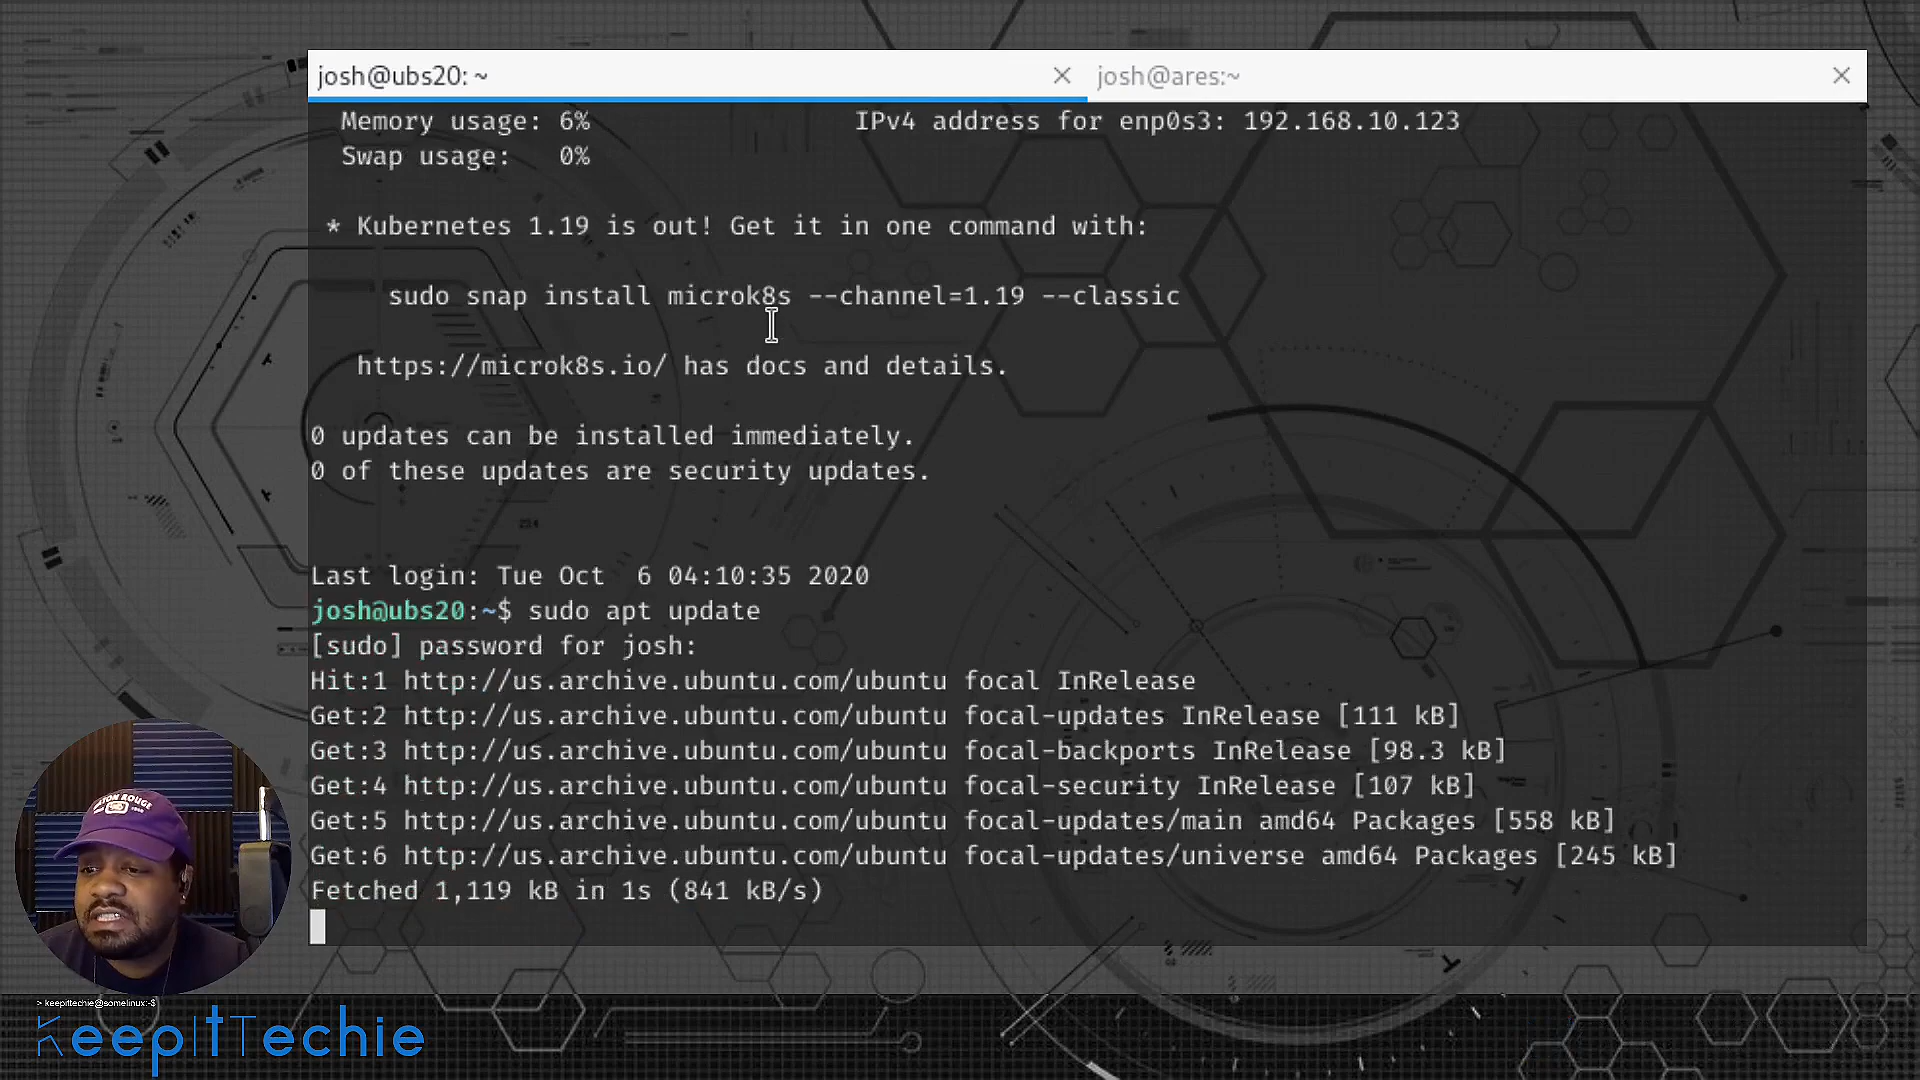 josh@ubs20: ~
josh@ares:~
Memory usage: 6% IPv4 address for enp0s3: 192.168.10.123
Swap usage: 0%
* Kubernetes 1.19 is out! Get it in one command with:
sudo snap install microk8s --channel=1.19 --classic
https://microk8s.io/ has docs and details.
0 updates can be installed immediately.
0 of these updates are security updates.
Last login: Tue Oct 6 04:10:35 2020
josh@ubs20:~$ sudo apt update
[sudo] password for josh:
Hit:1 http://us.archive.ubuntu.com/ubuntu focal InRelease
Get:2 http://us.archive.ubuntu.com/ubuntu focal-updates InRelease [111 kB]
Get:3 http://us.archive.ubuntu.com/ubuntu focal-backports InRelease [98.3 kB]
Get:4 http://us.archive.ubuntu.com/ubuntu focal-security InRelease [107 kB]
Get:5 http://us.archive.ubuntu.com/ubuntu focal-updates/main amd64 Packages [558 kB]
Get:6 http://us.archive.ubuntu.com/ubuntu focal-updates/universe amd64 Packages [245 kB]
Fetched 1,119 kB in 1s (841 kB/s)
> keepittechie@somelinux:~$
KeepItTechie